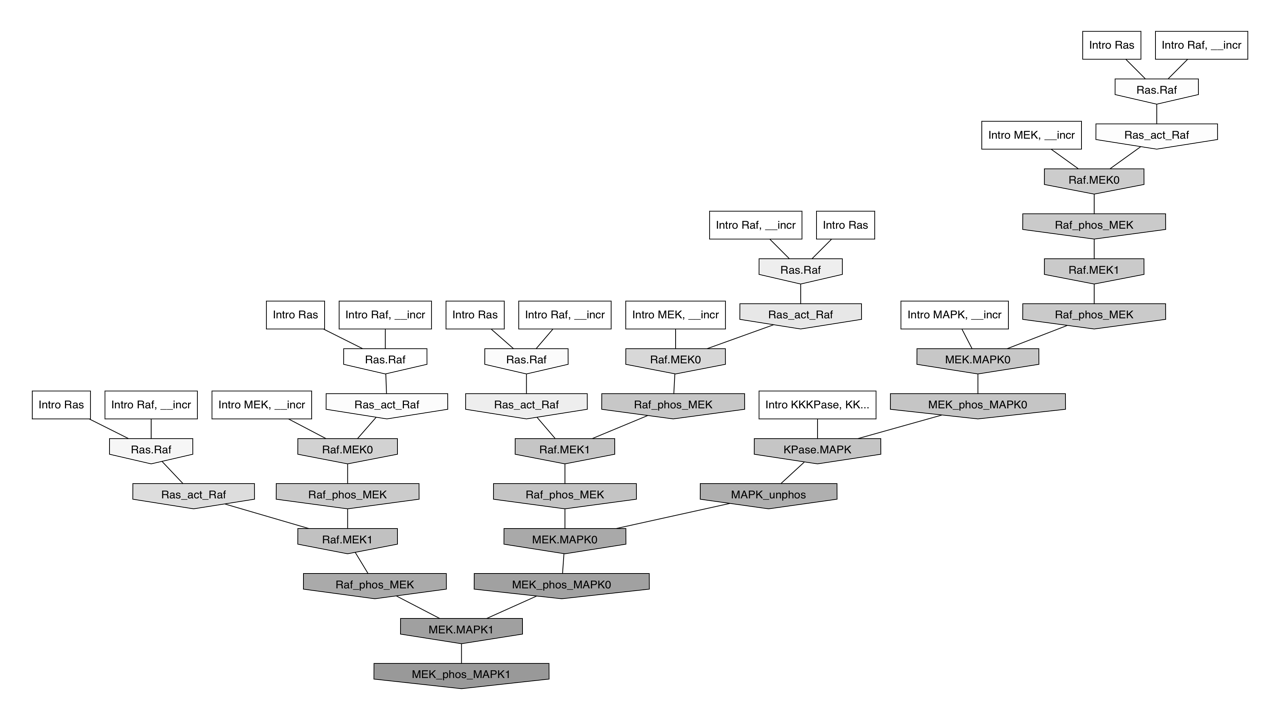 Intro Ras
Intro Raf, __incr
Ras.Raf
Intro MEK, __incr
Ras_act_Raf
Raf.MEK0
Intro Raf, __incr
Intro Ras
Raf_phos_MEK
Ras.Raf
Raf.MEK1
Intro Ras
Intro Raf, __incr
Intro Ras
Intro Raf, __incr
Intro MEK, __incr
Ras_act_Raf
Intro MAPK, __incr
Raf_phos_MEK
Ras.Raf
Ras.Raf
Raf.MEK0
MEK.MAPK0
Intro Ras
Intro Raf, __incr
Intro MEK, __incr
Ras_act_Raf
Ras_act_Raf
Raf_phos_MEK
Intro KKKPase, KK...
MEK_phos_MAPK0
Ras.Raf
Raf.MEK0
Raf.MEK1
KPase.MAPK
Ras_act_Raf
Raf_phos_MEK
Raf_phos_MEK
MAPK_unphos
Raf.MEK1
MEK.MAPK0
Raf_phos_MEK
MEK_phos_MAPK0
MEK.MAPK1
MEK_phos_MAPK1